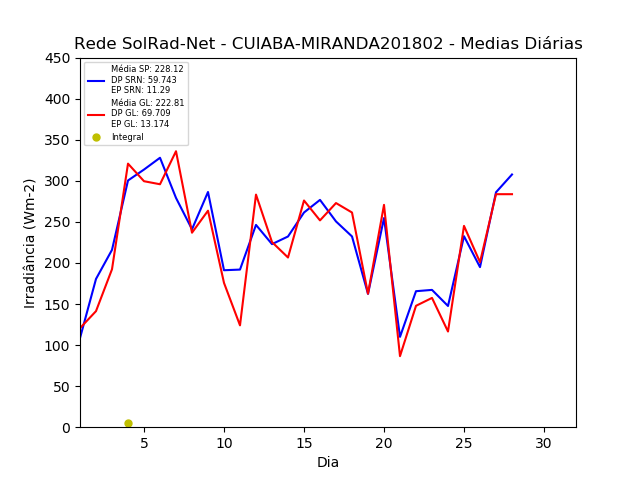 Rede SolRad-Net - CUIABA-MIRANDA201802 - Medias Diárias
Média SP: 228.12
DP SRN: 59.743
EP SRN: 11.29
Média GL: 222.81
DP GL: 69.709
EP GL: 13.174
Integral
Irradiância (Wm-2)
450
400
350
300
250
200
150
100
50
0
5
10
15
20
25
30
Dia